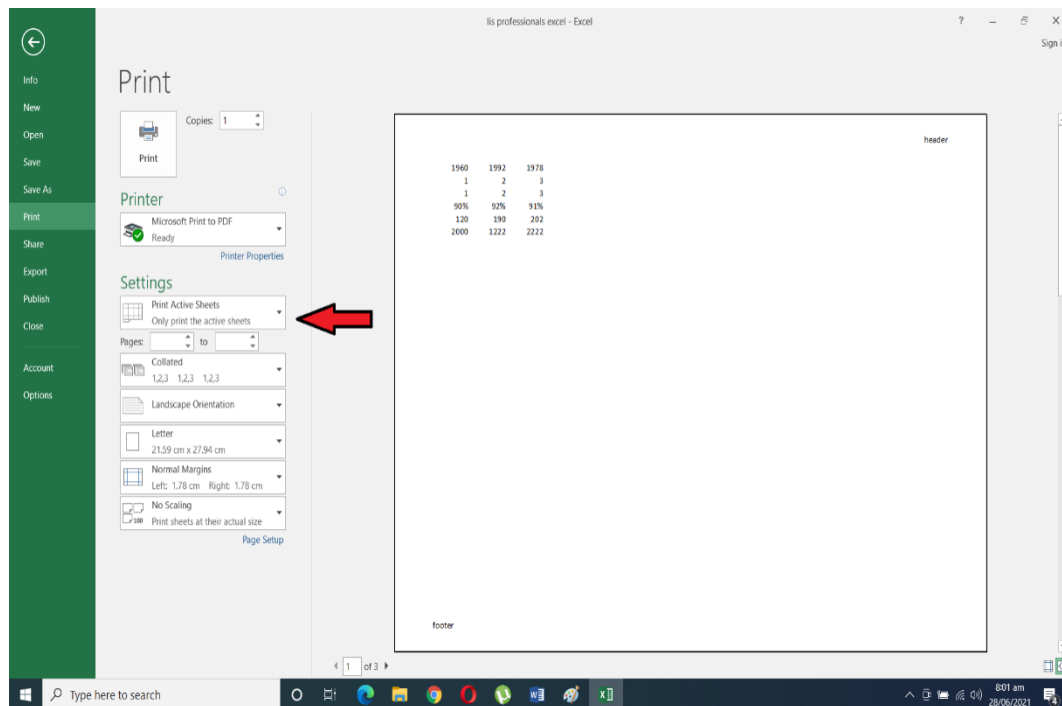 lis professionals excel - Excel
?
Sign i
Info
New
Open
Save
Save As
Print
Share
Export
Publish
Close
Account
Options
Print
Copies: 1
Print
Printer
Microsoft Print to PDF
Ready
Printer Properties
Settings
Print Active Sheets
Only print the active sheets
Pages: to
Collated
1,2,3 1,2,3 1,2,3
Landscape Orientation
Letter
21.59 cm x 27.94 cm
Normal Margins
Left: 1.78 cm Right: 1.78 cm
No Scaling
Print sheets at their actual size
100
Page Setup
header
1960 1992 1978
1 2 3
1 2 3
90% 92% 91%
120 190 202
2000 1222 2222
footer
1 of 3
Type here to search
8:01 am
28/06/2021
4